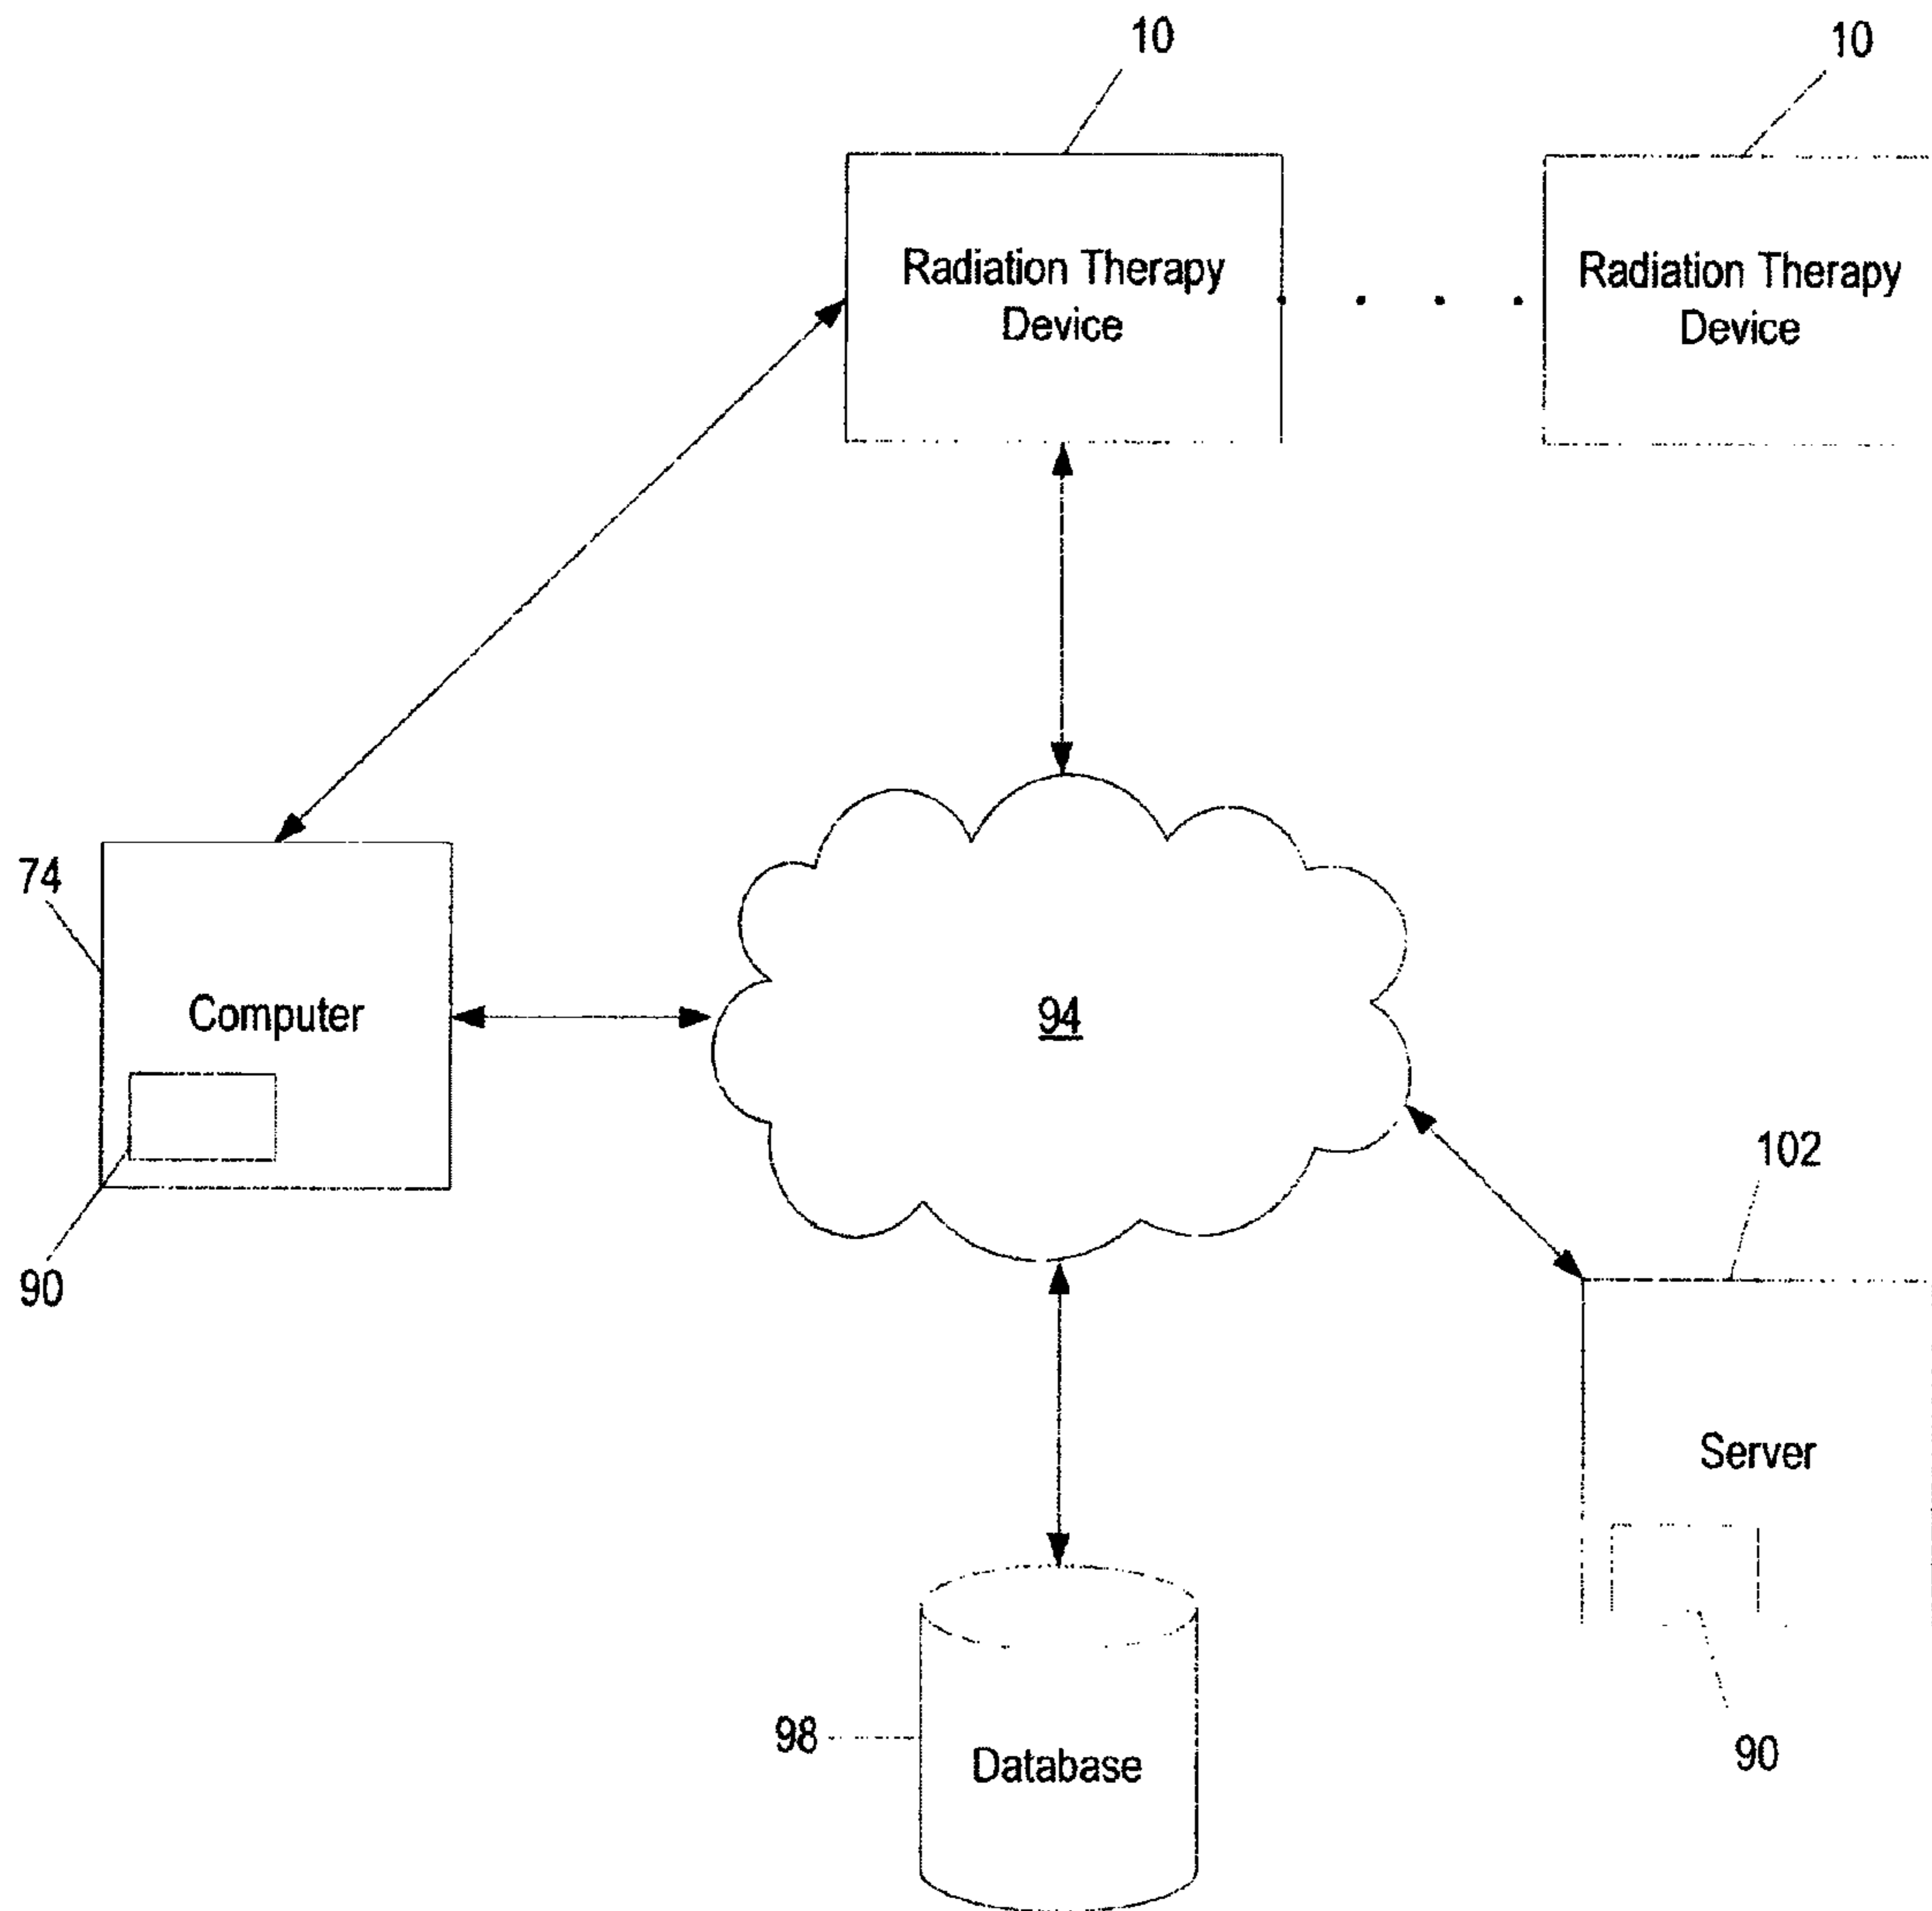 10
10
Radiation Therapy
Device
Radiation Therapy
Device
74
Computer
94
90
102
Server
98
Database
90